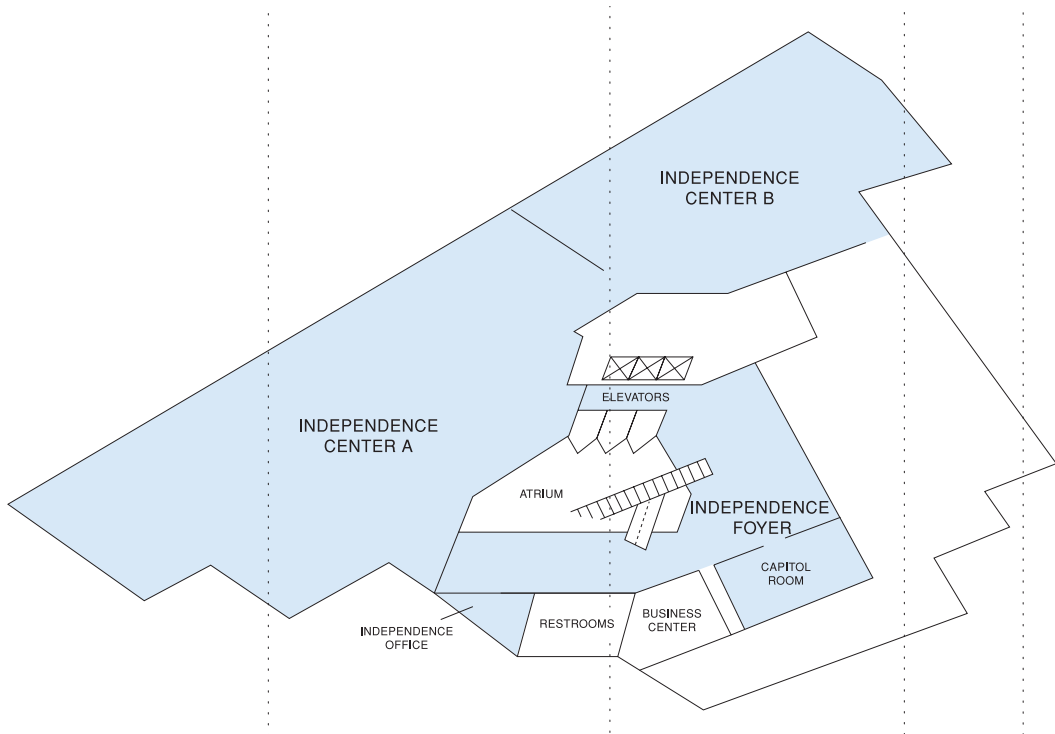 INDEPENDENCE
CENTER B
ELEVATORS
INDEPENDENCE
CENTER A
ATRIUM
INDEPENDENCE
FOYER
CAPITOL
ROOM
BUSINESS
CENTER
RESTROOMS
INDEPENDENCE
OFFICE